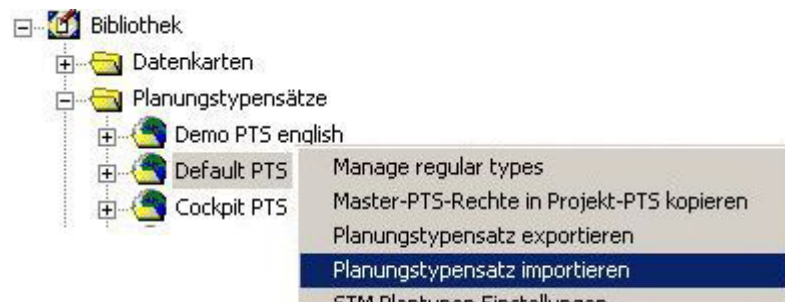 Bibliothek
Datenkarten
Planungstypensätze
Demo PTS english
Default PTS
Manage regular types
Master-PTS-Rechte in Projekt-PTS kopieren
Cockpit PTS
Planungstypensatz exportieren
Planungstypensatz importieren